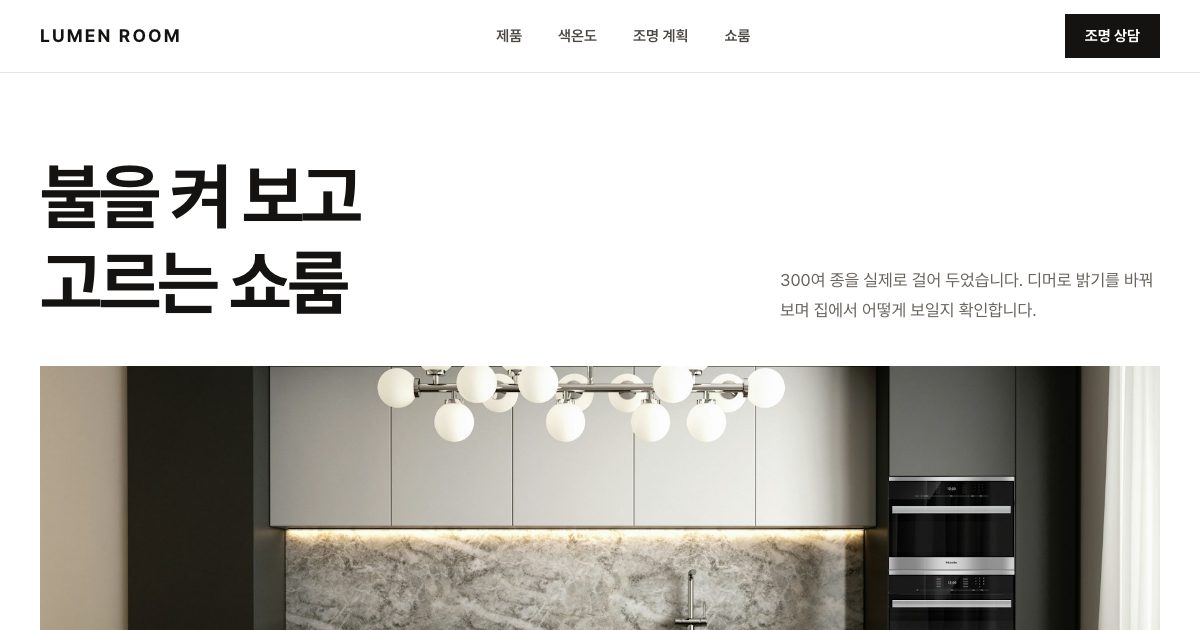 LUMEN ROOM
제품
색온도
조명 계획
쇼룸
조명 상담
불을 켜 보고
고르는 쇼룸
300여 종을 실제로 걸어 두었습니다. 디머로 밝기를 바꿔
보며 집에서 어떻게 보일지 확인합니다.